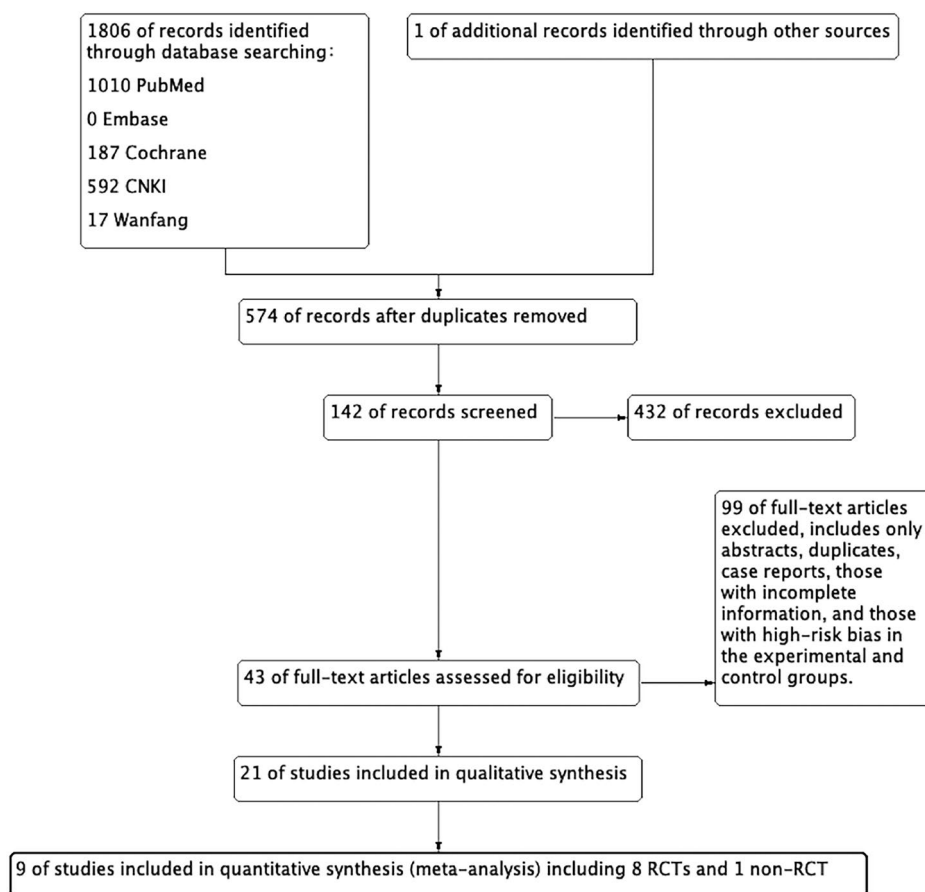 1806 of records identified
through database searching:
1010 PubMed
0 Embase
187 Cochrane
592 CNKI
17 Wanfang
1 of additional records identified through other sources
574 of records after duplicates removed
142 of records screened
432 of records excluded
99 of full-text articles
excluded, includes only
abstracts, duplicates,
case reports, those
with incomplete
information, and those
with high-risk bias in
the experimental and
control groups.
43 of full-text articles assessed for eligibility
21 of studies included in qualitative synthesis
9 of studies included in quantitative synthesis (meta-analysis) including 8 RCTs and 1 non-RCT